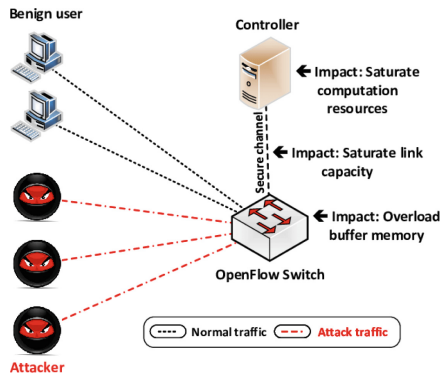 Benign user
Controller
Impact: Saturate
computation
resources
Secure channel
Impact: Saturate link
capacity
Impact: Overload
buffer memory
OpenFlow Switch
Normal traffic
Attack traffic
Attacker